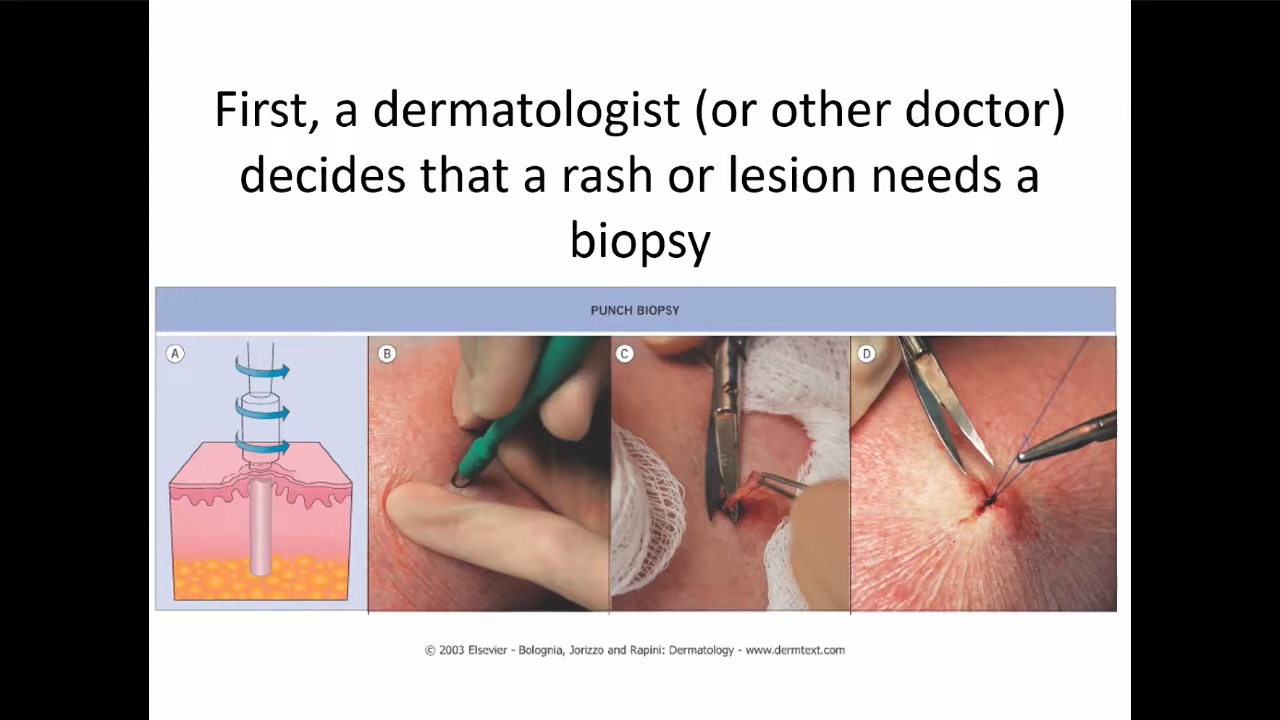 First, a dermatologist (or other doctor)
decides that a rash or lesion needs a
biopsy
PUNCH BIOPSY
A
B
C
D
© 2003 Elsevier - Bolognia, Jorizzo and Rapini: Dermatology - www.dermtext.com